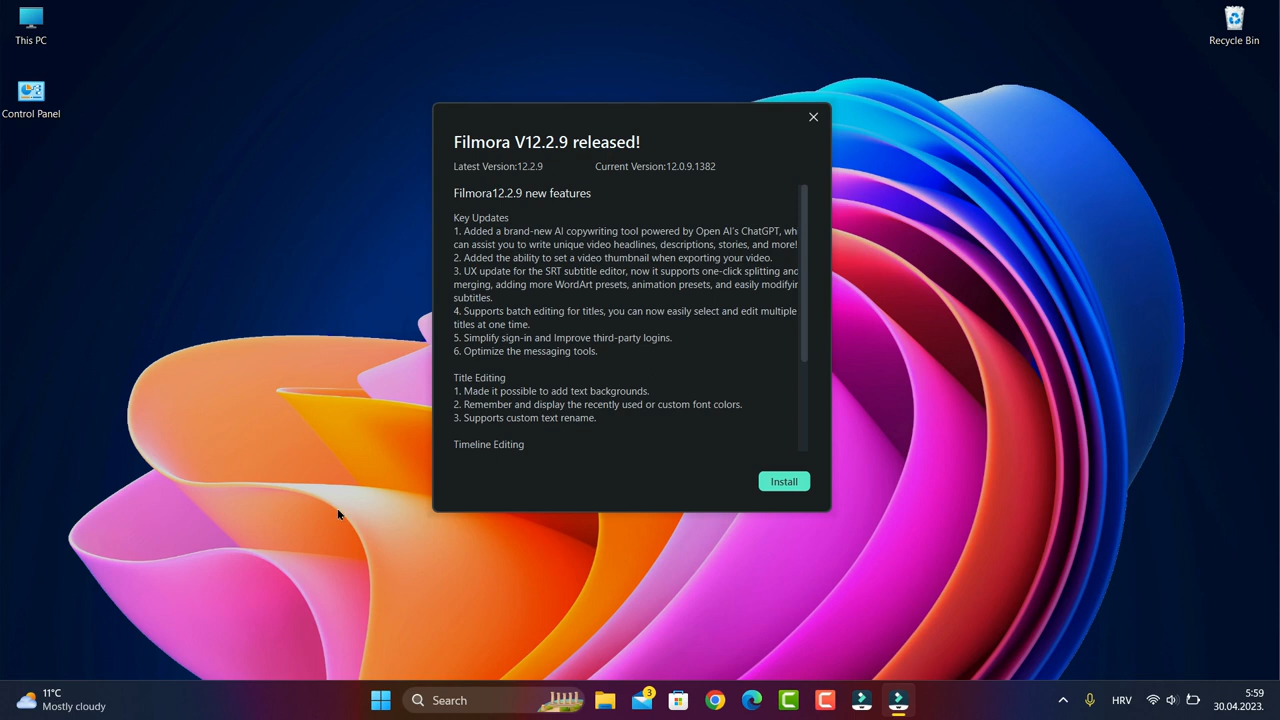 This PC
Recycle Bin
Control Panel
Filmora V12.2.9 released!
Latest Version:12.2.9 Current Version:12.0.9.1382
Filmora12.2.9 new features
Key Updates
1. Added a brand-new AI copywriting tool powered by Open AI's ChatGPT, wh
can assist you to write unique video headlines, descriptions, stories, and more!
2. Added the ability to set a video thumbnail when exporting your video.
3. UX update for the SRT subtitle editor, now it supports one-click splitting and
merging, adding more WordArt presets, animation presets, and easily modifyin
subtitles.
4. Supports batch editing for titles, you can now easily select and edit multiple
titles at one time.
5. Simplify sign-in and Improve third-party logins.
6. Optimize the messaging tools.
Title Editing
1. Made it possible to add text backgrounds.
2. Remember and display the recently used or custom font colors.
3. Supports custom text rename.
Timeline Editing
Install
11°C
Mostly cloudy
Search
3
HRV
5:59
30.04.2023.